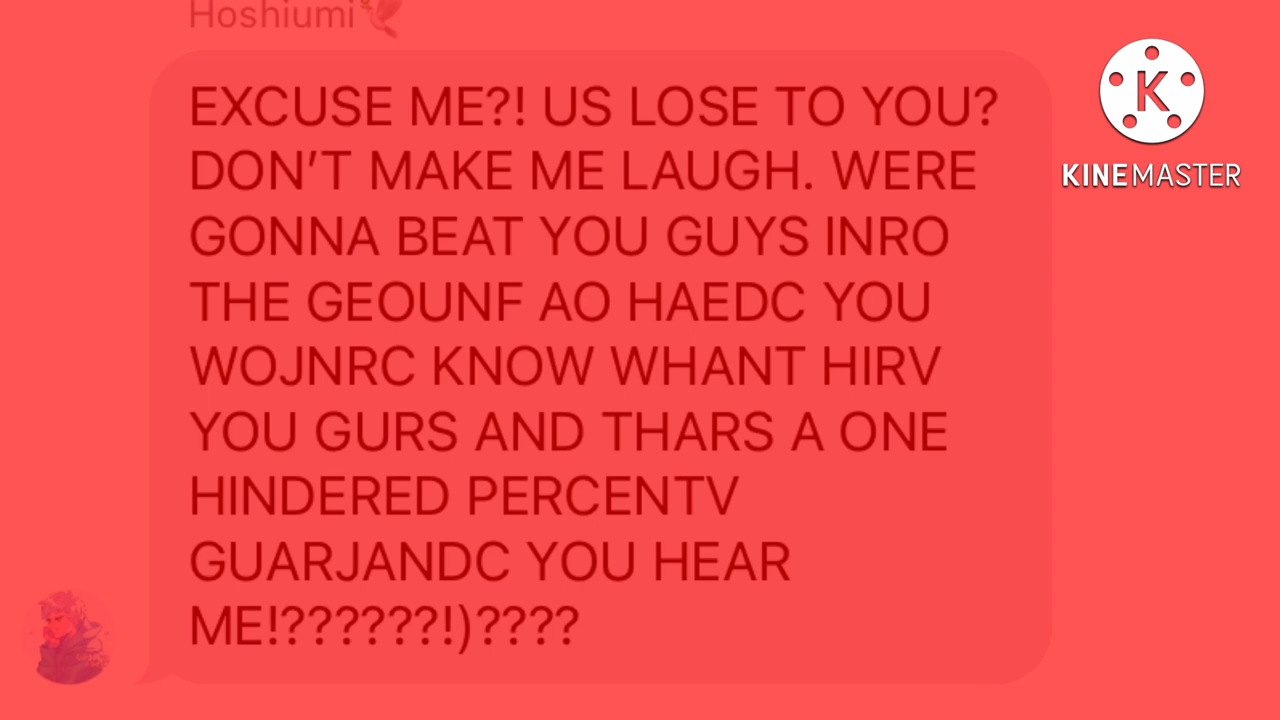 Hoshiumi🕊️
EXCUSE ME?! US LOSE TO YOU?
DON'T MAKE ME LAUGH. WERE
GONNA BEAT YOU GUYS INRO
THE GEOUNF AO HAEDC YOU
WOJNRC KNOW WHANT HIRV
YOU GURS AND THARS A ONE
HINDERED PERCENTV
GUARJANDC YOU HEAR
ME!??????!)????
K
KINEMASTER